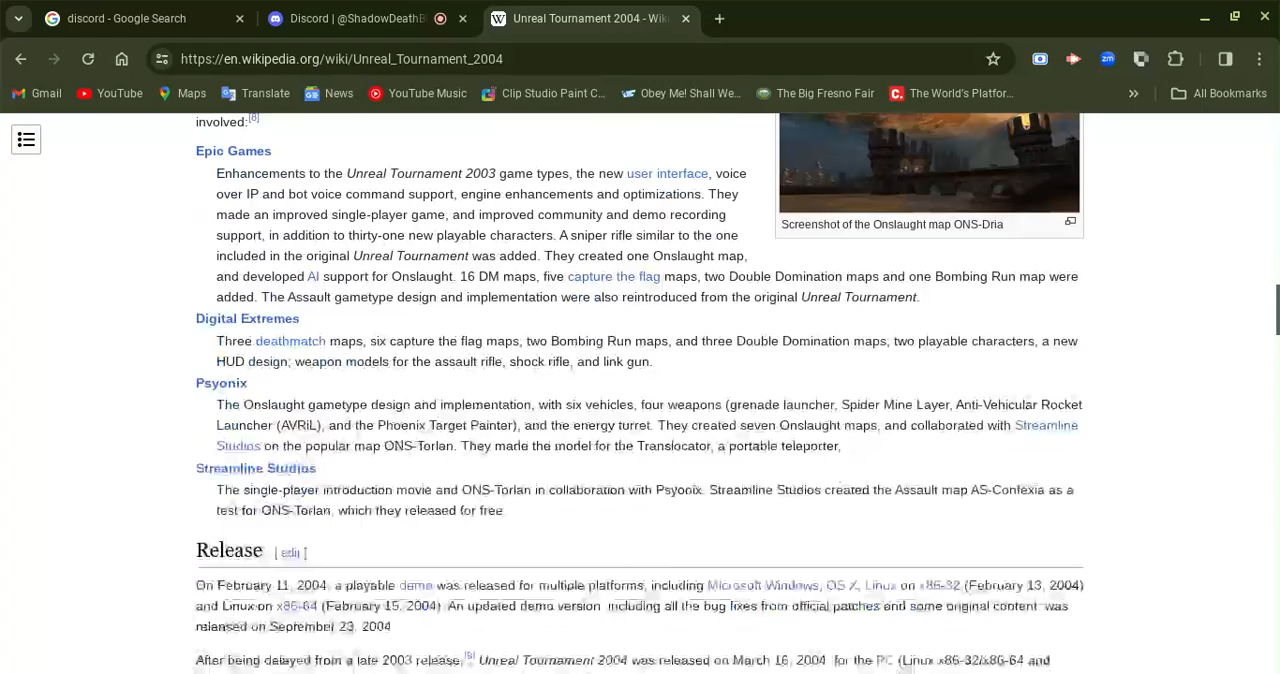 discord - Google Search
Discord | @ShadowDeathB
Unreal Tournament 2004 - Wiki
https://en.wikipedia.org/wiki/Unreal_Tournament_2004
Gmail
YouTube
Maps
Translate
News
YouTube Music
Clip Studio Paint C...
Obey Me! Shall We...
The Big Fresno Fair
The World's Platfor...
All Bookmarks
involved:[8]
Epic Games
Enhancements to the Unreal Tournament 2003 game types, the new user interface, voice
over IP and bot voice command support, engine enhancements and optimizations. They
made an improved single-player game, and improved community and demo recording
support, in addition to thirty-one new playable characters. A sniper rifle similar to the one
included in the original Unreal Tournament was added. They created one Onslaught map,
and developed AI support for Onslaught. 16 DM maps, five capture the flag maps, two Double Domination maps and one Bombing Run map were
added. The Assault gametype design and implementation were also reintroduced from the original Unreal Tournament.
Screenshot of the Onslaught map ONS-Dria
Digital Extremes
Three deathmatch maps, six capture the flag maps, two Bombing Run maps, and three Double Domination maps, two playable characters, a new
HUD design; weapon models for the assault rifle, shock rifle, and link gun.
Psyonix
The Onslaught gametype design and implementation, with six vehicles, four weapons (grenade launcher, Spider Mine Layer, Anti-Vehicular Rocket
Launcher (AVRiL), and the Phoenix Target Painter), and the energy turret. They created seven Onslaught maps, and collaborated with Streamline
Studios on the popular map ONS-Torlan. They made the model for the Translocator, a portable teleporter,
Streamline Studios
The single-player introduction movie and ONS-Torlan in collaboration with Psyonix. Streamline Studios created the Assault map AS-Confexia as a
test for ONS-Torlan, which they released for free
Release [ edit ]
On February 11, 2004 a playable demo was released for multiple platforms, including Microsoft Windows, OS X, Linux on x86-32 (February 13, 2004)
and Linux on x86-64 (February 15, 2004) An updated demo version including all the bug fixes from official patches and some original content was
released on September 23, 2004
After being delayed from a late 2003 release, Unreal Tournament 2004 was released on March 16, 2004 for the PC (Linux x86-32/x86-64 and